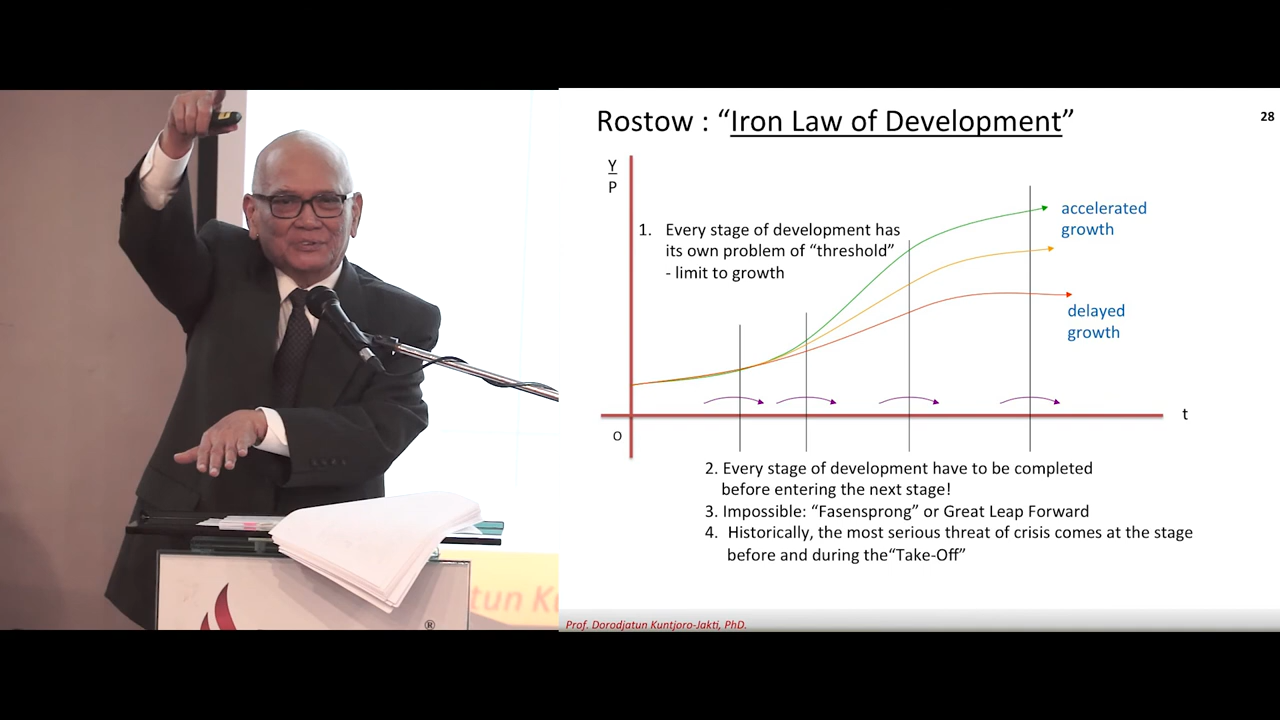 Rostow : “Iron Law of Development”
28
Y
P
1. Every stage of development has
its own problem of “threshold”
- limit to growth
accelerated
growth
delayed
growth
t
O
2. Every stage of development have to be completed
before entering the next stage!
3. Impossible: “Fasensprong” or Great Leap Forward
4. Historically, the most serious threat of crisis comes at the stage
before and during the“Take-Off”
tun Ku
®
Prof. Dorodjatun Kuntjoro-Jakti, PhD.